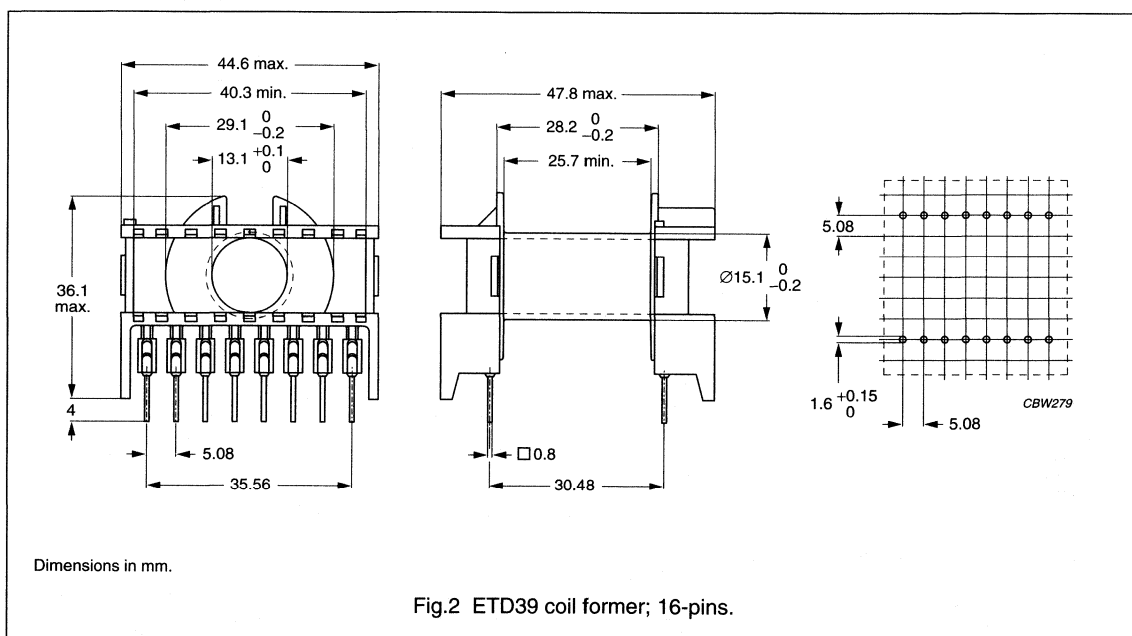 44.6 max.
40.3 min.
29.1 0 −0.2
13.1 +0.1 0
36.1 max.
4
5.08
35.56
47.8 max.
28.2 0 −0.2
25.7 min.
Ø15.1 0 −0.2
0.8
30.48
5.08
1.6 +0.15 0
5.08
CBW279
Dimensions in mm.
Fig.2 ETD39 coil former; 16-pins.